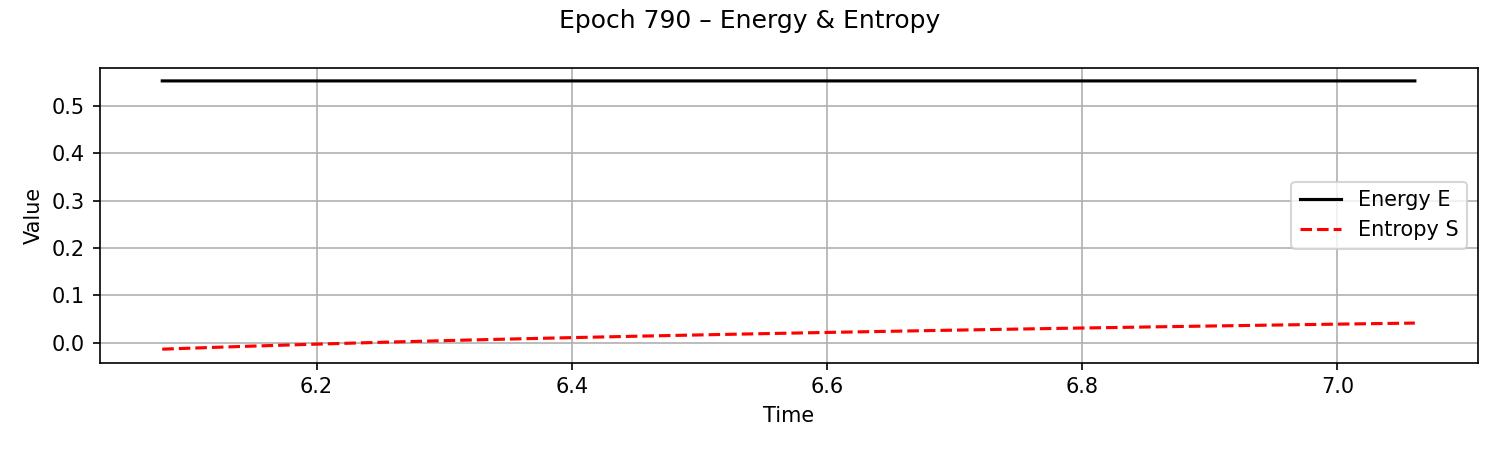 Epoch 790 – Energy & Entropy
Value
0.5
0.4
0.3
0.2
0.1
0.0
Energy E
Entropy S
6.2 6.4 6.6 6.8 7.0
Time